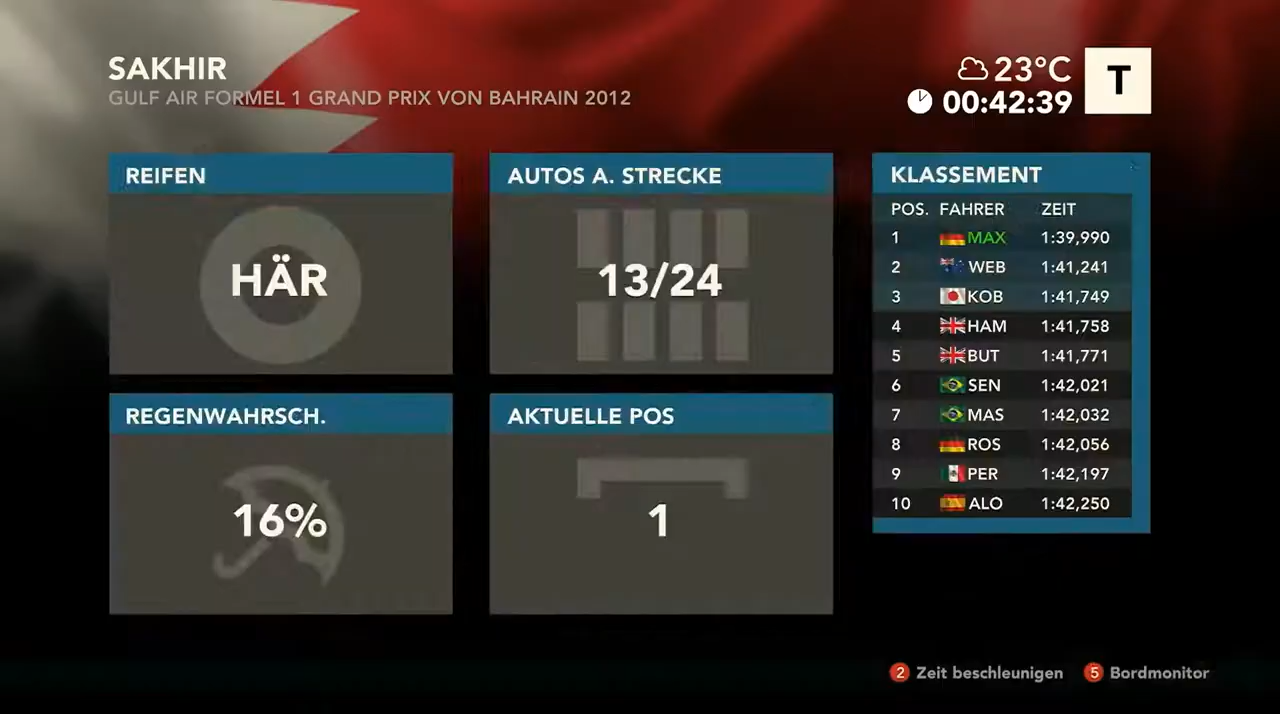 SAKHIR
GULF AIR FORMEL 1 GRAND PRIX VON BAHRAIN 2012
23°C
00:42:39
T
REIFEN
HÄR
AUTOS A. STRECKE
13/24
REGENWAHRSCH.
16%
AKTUELLE POS
1
KLASSEMENT
POS. FAHRER ZEIT
1 MAX 1:39,990
2 WEB 1:41,241
3 KOB 1:41,749
4 HAM 1:41,758
5 BUT 1:41,771
6 SEN 1:42,021
7 MAS 1:42,032
8 ROS 1:42,056
9 PER 1:42,197
10 ALO 1:42,250
2 Zeit beschleunigen 5 Bordmonitor